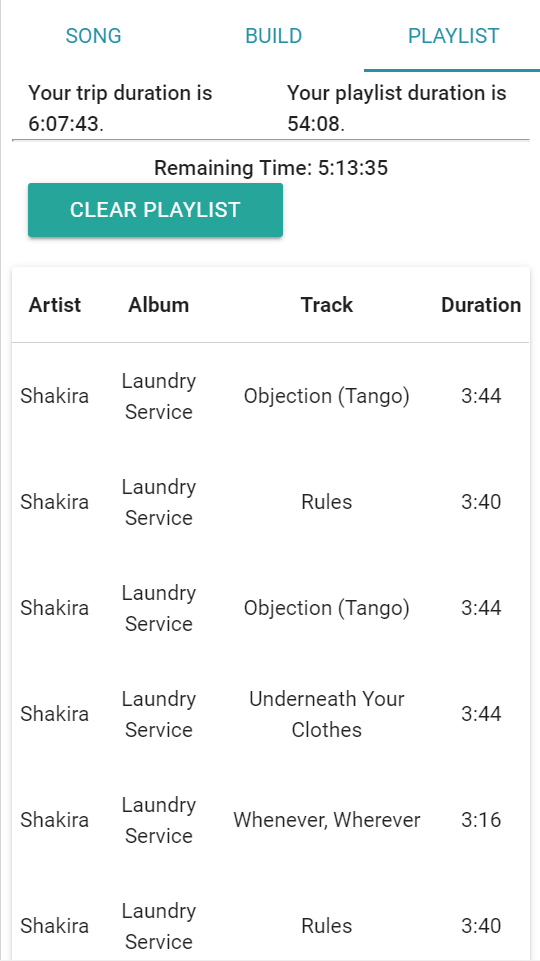 SONG BUILD PLAYLIST
Your trip duration is
6:07:43.
Your playlist duration is
54:08.
Remaining Time: 5:13:35
CLEAR PLAYLIST
Artist Album Track Duration
Shakira Laundry Service Objection (Tango) 3:44
Shakira Laundry Service Rules 3:40
Shakira Laundry Service Objection (Tango) 3:44
Shakira Laundry Service Underneath Your Clothes 3:44
Shakira Laundry Service Whenever, Wherever 3:16
Shakira Laundry Service Rules 3:40